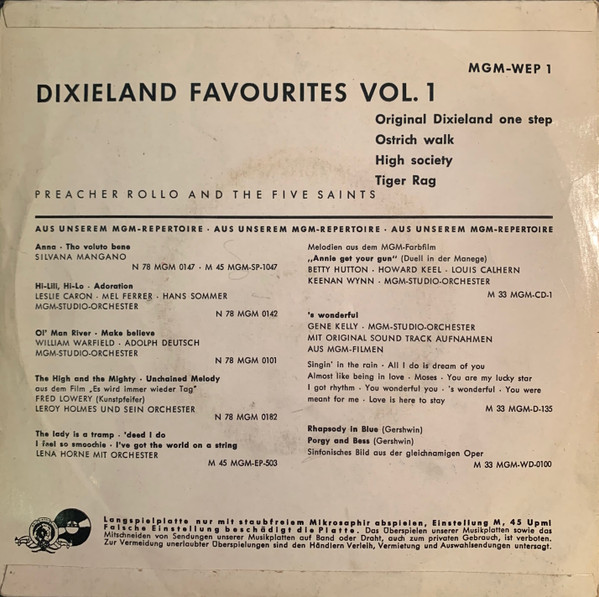 MGM-WEP 1
DIXIELAND FAVOURITES VOL. 1
Original Dixieland one step
Ostrich walk
High society
Tiger Rag
PREACHER ROLLO AND THE FIVE SAINTS
AUS UNSEREM MGM-REPERTOIRE · AUS UNSEREM MGM-REPERTOIRE · AUS UNSEREM MGM-REPERTOIRE
Anna · Tho voluto bene
SILVANA MANGANO
N 78 MGM 0147 · M 45 MGM-SP-1047
Hi-Lili, Hi-Lo · Adoration
LESLIE CARON · MEL FERRER · HANS SOMMER
MGM-STUDIO-ORCHESTER
N 78 MGM 0142
Ol' Man River · Make believe
WILLIAM WARFIELD · ADOLPH DEUTSCH
MGM-STUDIO-ORCHESTER
N 78 MGM 0101
The High and the Mighty · Unchained Melody
aus dem Film „Es wird immer wieder Tag"
FRED LOWERY (Kunstpfeifer)
LEROY HOLMES UND SEIN ORCHESTER
N 78 MGM 0182
The lady is a tramp · 'deed I do
I feel so smoochie · I've got the world on a string
LENA HORNE MIT ORCHESTER
M 45 MGM-EP-503
Melodien aus dem MGM-Farbfilm
„Annie get your gun" (Duell in der Manege)
BETTY HUTTON · HOWARD KEEL · LOUIS CALHERN
KEENAN WYNN · MGM-STUDIO-ORCHESTER
M 33 MGM-CD-1
's wonderful
GENE KELLY · MGM-STUDIO-ORCHESTER
MIT ORIGINAL SOUND TRACK AUFNAHMEN
AUS MGM-FILMEN
Singin' in the rain · All I do is dream of you
Almost like being in love · Moses · You are my lucky star
I got rhythm · You wonderful you · 's wonderful · You were
meant for me · Love is here to stay
M 33 MGM-D-135
Rhapsody in Blue (Gershwin)
Porgy and Bess (Gershwin)
Sinfonisches Bild aus der gleichnamigen Oper
M 33 MGM-WD-0100
Langspielplatte nur mit staubfreiem Mikrosaphir abspielen, Einstellung M, 45 UpmI
Falsche Einstellung beschädigt die Platte. Das Überspielen unserer Musikplatten sowie das
Mitschneiden von Sendungen unserer Musikplatten auf Band oder Draht, auch zum privaten Gebrauch, ist verboten.
Zur Vermeidung unerlaubter Überspielungen sind den Händlern Verleih, Vermietung und Auswahlsendungen untersagt.